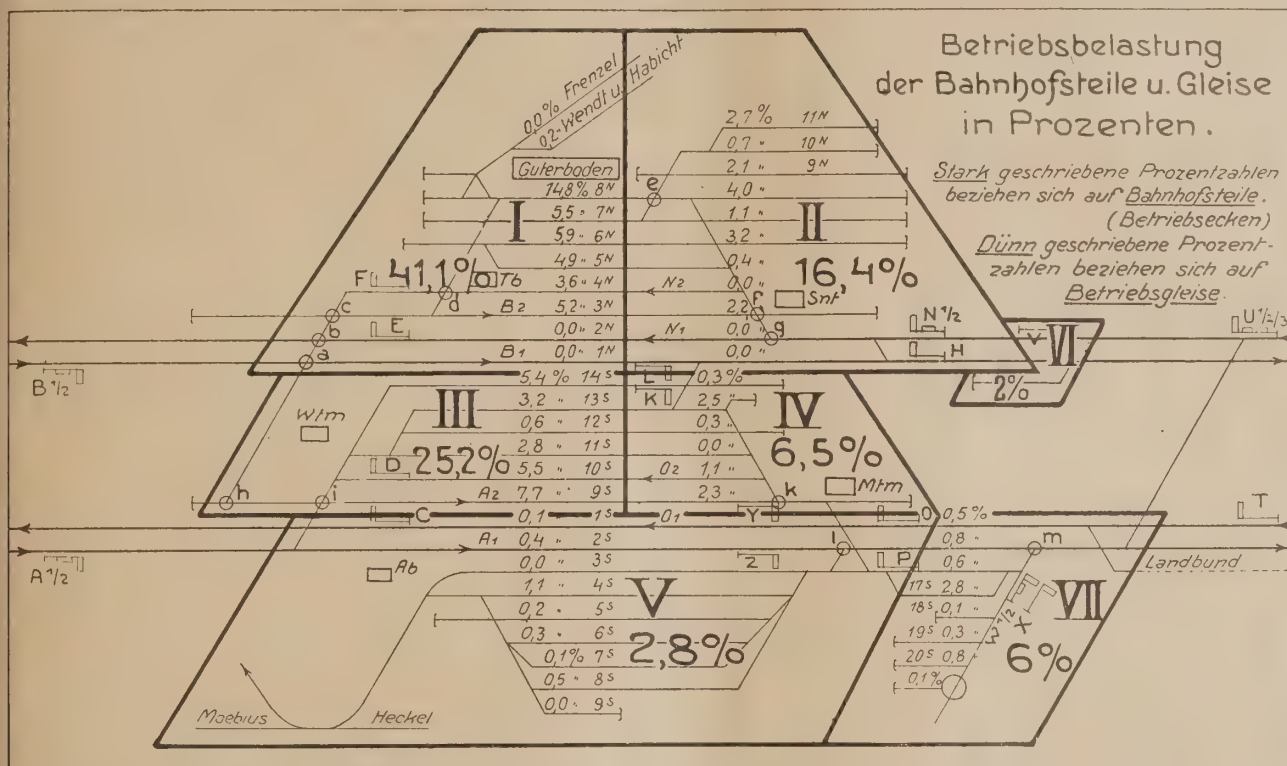 Betriebsbelastung
der Bahnhofsteile u. Gleise
in Prozenten.
Stark geschriebene Prozentzahlen
beziehen sich auf Bahnhofsteile.
(Betriebsecken)
Dünn geschriebene Prozent-
zahlen beziehen sich auf
Betriebsgleise.
0,0% Frenzel
0,2 - Wendt u. Habicht
Güterboden
14,8% 8N
5,5 " 7N
5,9 " 6N
4,9 " 5N
3,6 " 4N
B2 5,2 " 3N
0,0 " 2N
B1 0,0 " 1N
I
41,1%
F
Tb
E
a
b
c
d
2,7% 11N
0,7 " 10N
2,1 " 9N
4,0 "
1,1 "
3,2 "
0,4 "
N2 0,0 "
2,2 "
N1 0,0 "
0,0 "
II
16,4%
e
f
g
Snt
N 1/2
H
V
VI
2%
U 1/2/3
B 1/2
5,4% 14S
3,2 " 13S
0,6 " 12S
2,8 " 11S
5,5 " 10S
A2 7,7 " 9S
0,1 " 1S
III
25,2%
Wtm
D
C
h
i
L
K
0,3%
2,5 "
0,3 "
0,0 "
O2 1,1 "
2,3 "
O1
IV
6,5%
Mtm
k
Y
O
A1 0,4 " 2S
0,0 " 3S
1,1 " 4S
0,2 " 5S
0,3 " 6S
0,1% 7S
0,5 " 8S
0,0 " 9S
V
2,8%
A 1/2
Ab
Z
l
P
Moebius
Heckel
0,5%
0,8 "
0,6 "
17S 2,8 "
18S 0,1 "
19S 0,3 "
20S 0,8 "
0,1%
m
W 1/2
X
VII
6%
T
Landbund